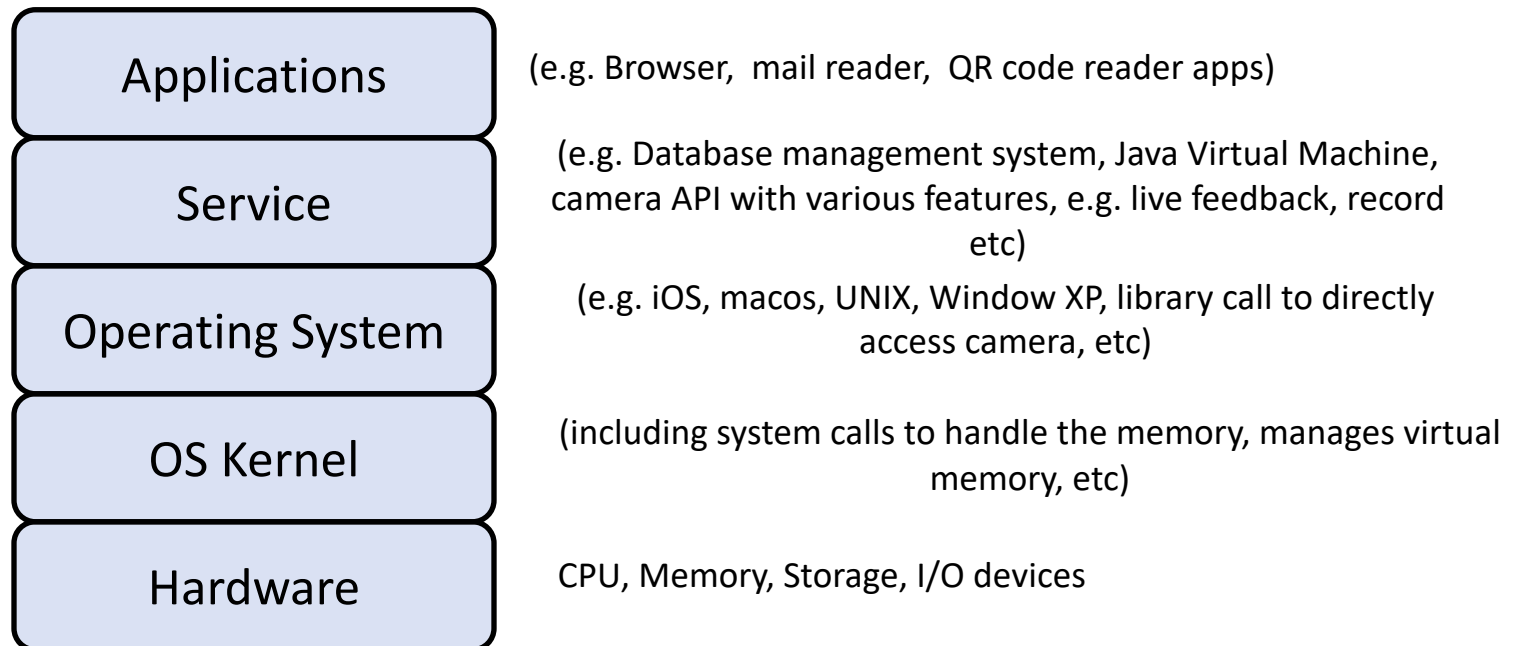 Applications
(e.g. Browser, mail reader, QR code reader apps)
Service
(e.g. Database management system, Java Virtual Machine,
camera API with various features, e.g. live feedback, record
etc)
Operating System
(e.g. iOS, macos, UNIX, Window XP, library call to directly
access camera, etc)
OS Kernel
(including system calls to handle the memory, manages virtual
memory, etc)
Hardware
CPU, Memory, Storage, I/O devices